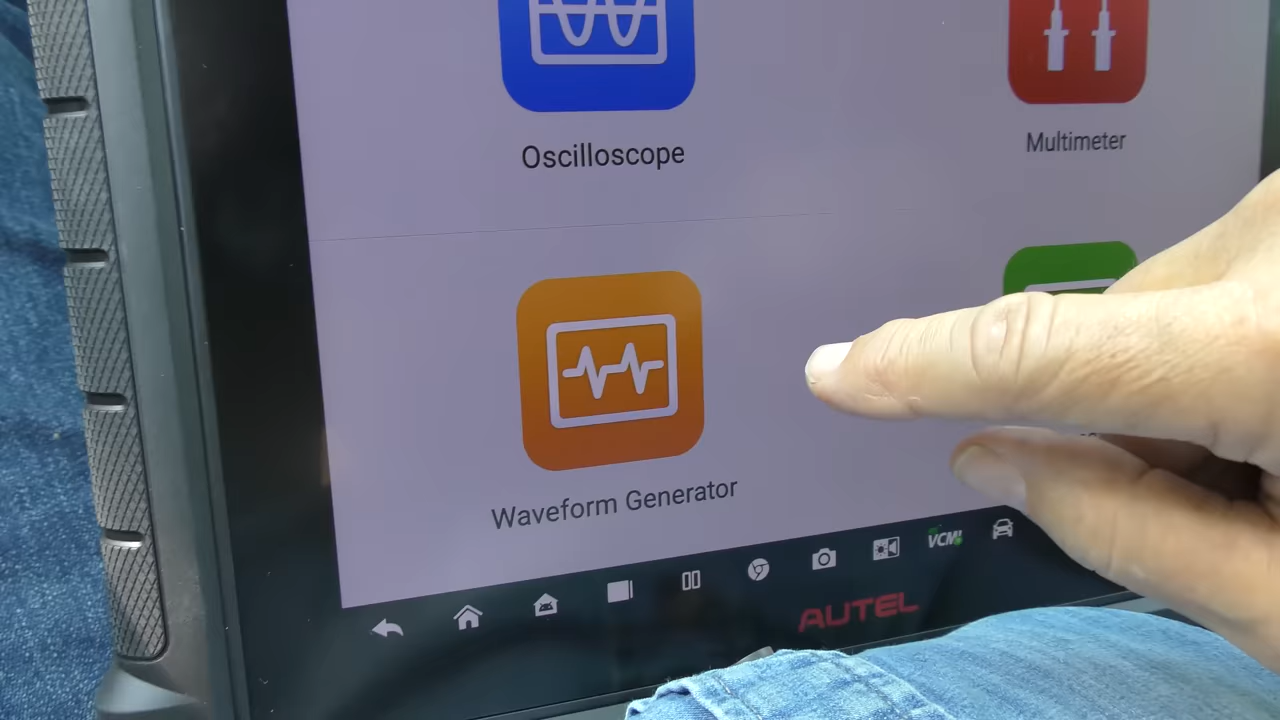 Oscilloscope
Multimeter
Waveform Generator
VCMI
AUTEL